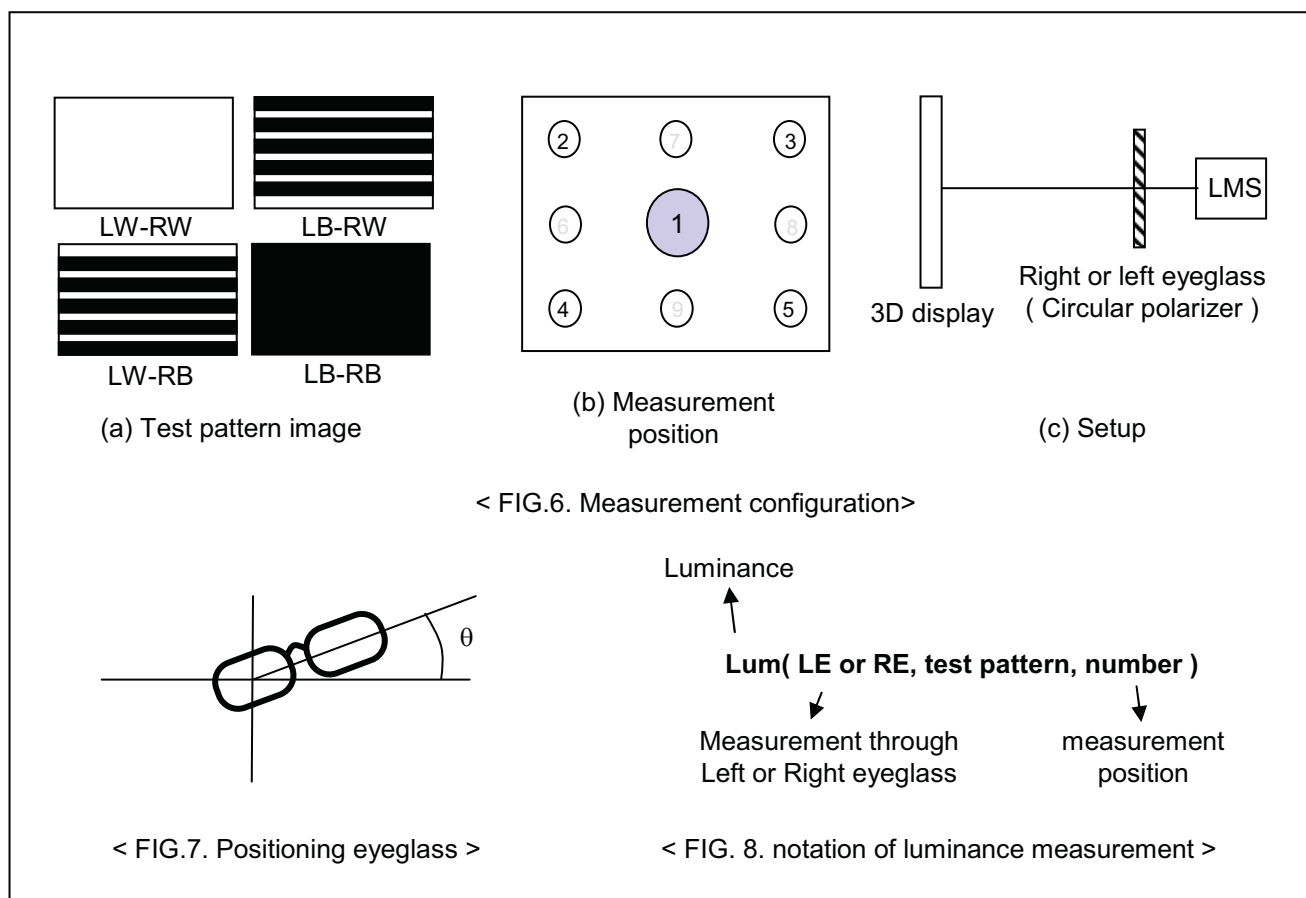 LW-RW
LB-RW
LW-RB
LB-RB
(a) Test pattern image
2
7
3
6
1
8
4
9
5
(b) Measurement
position
LMS
3D display
Right or left eyeglass
( Circular polarizer )
(c) Setup
< FIG.6. Measurement configuration>
θ
< FIG.7. Positioning eyeglass >
Luminance
Lum( LE or RE, test pattern, number )
Measurement through
Left or Right eyeglass
measurement
position
< FIG. 8. notation of luminance measurement >